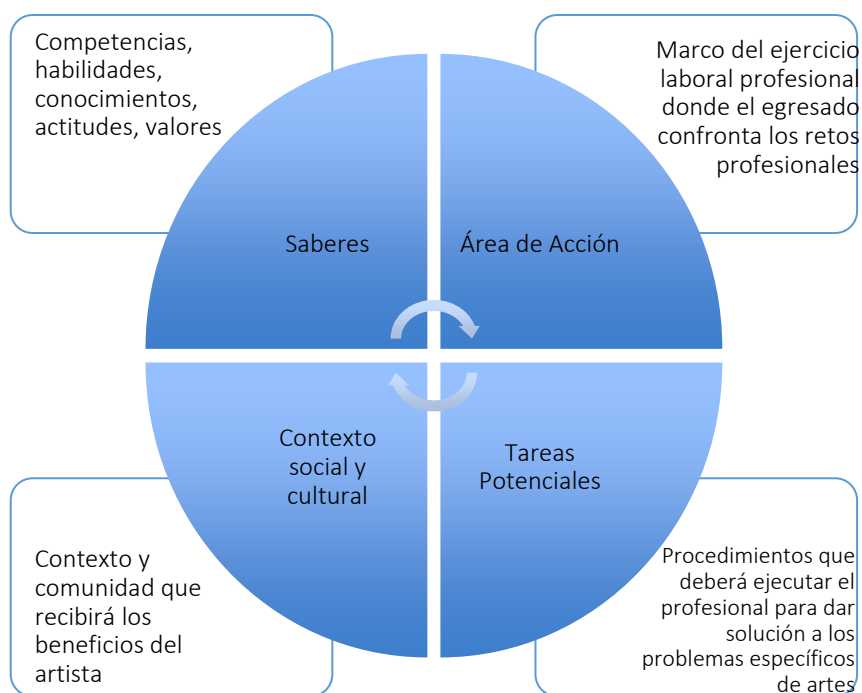 Competencias,
habilidades,
conocimientos,
actitudes, valores
Marco del ejercicio
laboral profesional
donde el egresado
confronta los retos
profesionales
Saberes
Área de Acción
Contexto
social y
cultural
Tareas
Potenciales
Contexto y
comunidad que
recibirá los
beneficios del
artista
Procedimientos que
deberá ejecutar el
profesional para dar
solución a los
problemas específicos
de artes